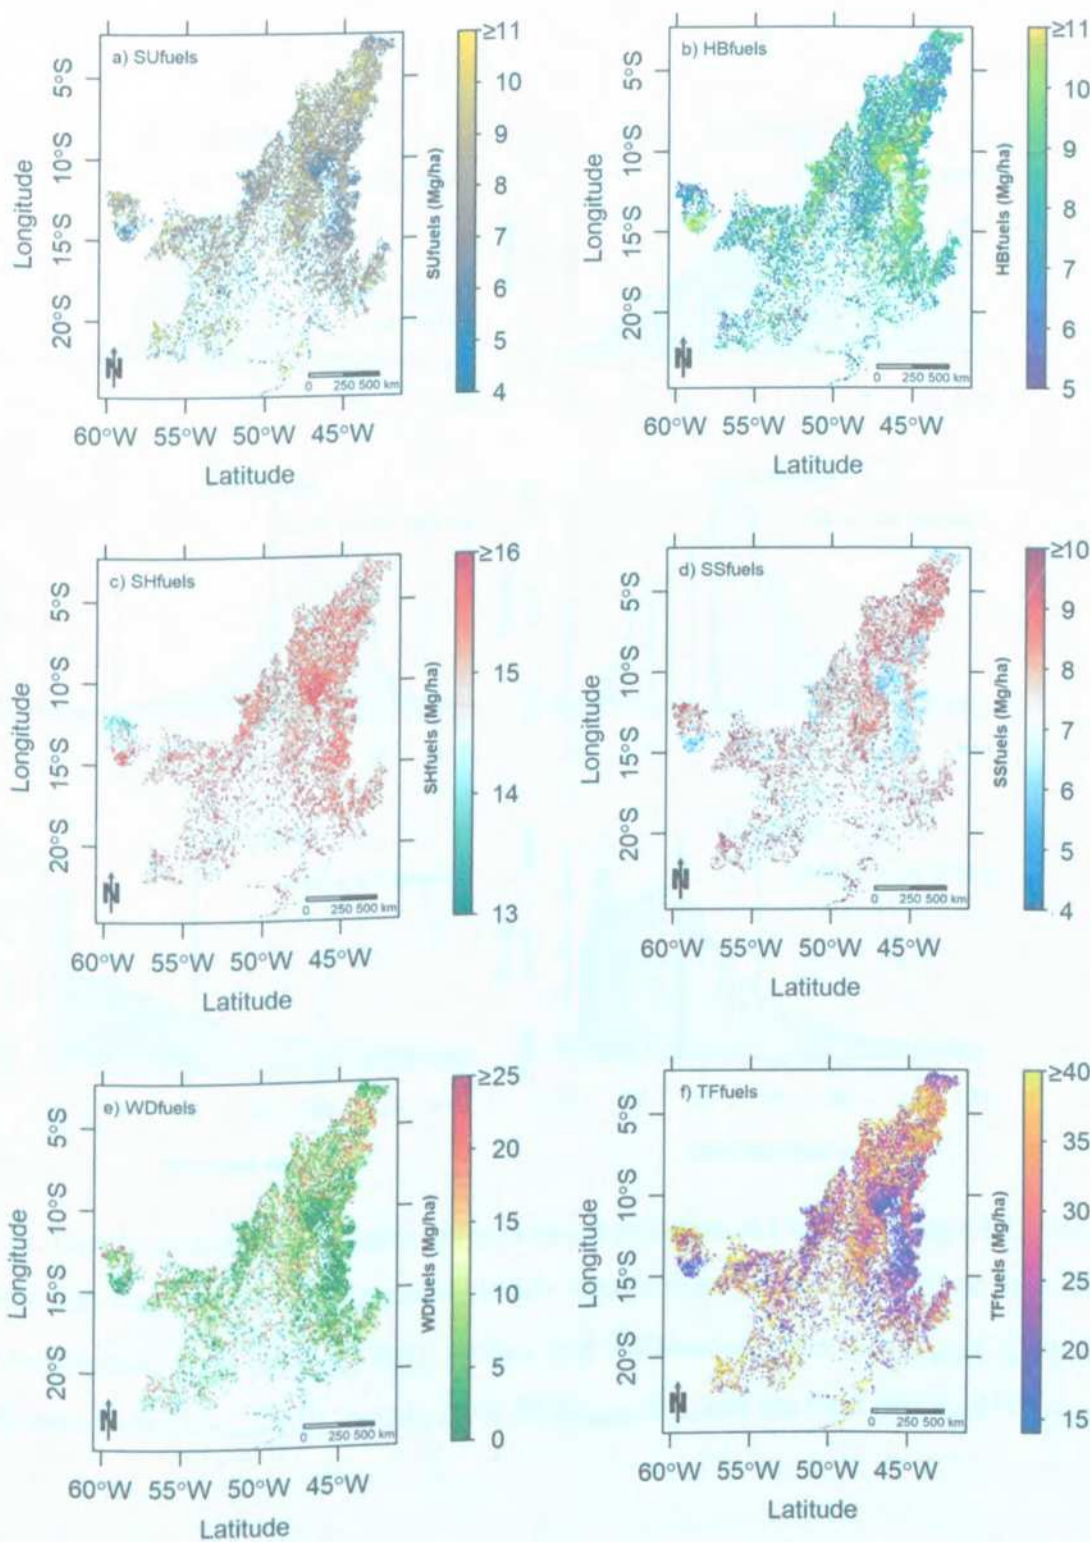 a) SUfuels
Longitude
5°S
10°S
15°S
20°S
N
0 250 500 km
60°W 55°W 50°W 45°W
Latitude
≥11
10
9
8
7
6
5
4
SUfuels (Mg/ha)
b) HBfuels
Longitude
5°S
10°S
15°S
20°S
N
0 250 500 km
60°W 55°W 50°W 45°W
Latitude
≥11
10
9
8
7
6
5
HBfuels (Mg/ha)
c) SHfuels
Longitude
5°S
10°S
15°S
20°S
N
0 250 500 km
60°W 55°W 50°W 45°W
Latitude
≥16
15
14
13
SHfuels (Mg/ha)
d) SSfuels
Longitude
5°S
10°S
15°S
20°S
N
0 250 500 km
60°W 55°W 50°W 45°W
Latitude
≥10
9
8
7
6
5
4
SSfuels (Mg/ha)
e) WDfuels
Longitude
5°S
10°S
15°S
20°S
N
0 250 500 km
60°W 55°W 50°W 45°W
Latitude
≥25
20
15
10
5
0
WDfuels (Mg/ha)
f) TFfuels
Longitude
5°S
10°S
15°S
20°S
N
0 250 500 km
60°W 55°W 50°W 45°W
Latitude
≥40
35
30
25
20
15
TFfuels (Mg/ha)